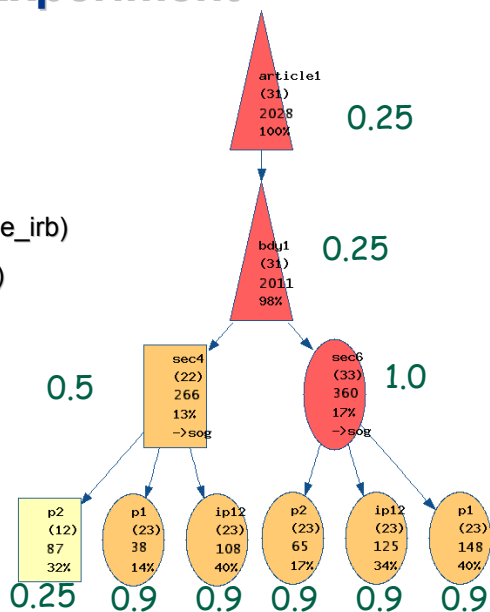 article1
(31)
2028
100%
0.25
e_irb)
)
bdy1
(31)
2011
98%
0.25
0.5
sec4
(22)
266
13%
->sog
sec6
(33)
360
17%
->sog
1.0
p2
(12)
87
32%
p1
(23)
38
14%
ip12
(23)
108
40%
p2
(23)
65
17%
ip12
(23)
125
34%
p1
(23)
148
40%
0.25 0.9 0.9 0.9 0.9 0.9